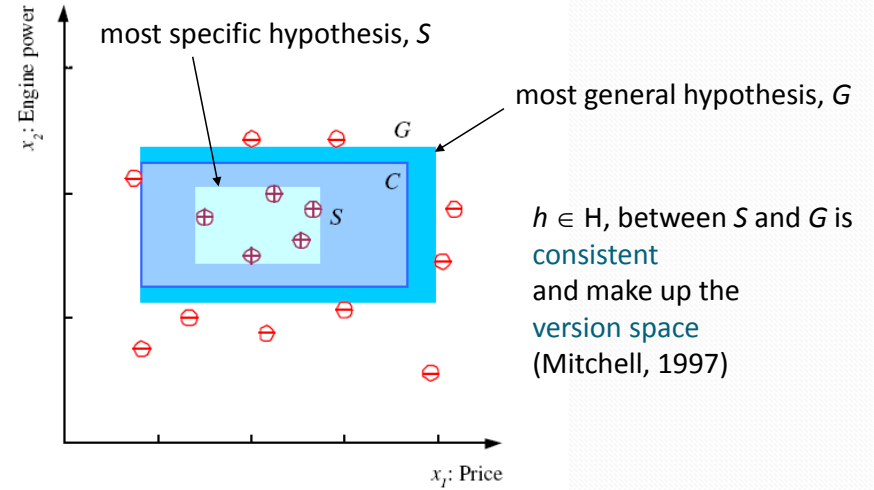 most specific hypothesis, S
x2: Engine power
most general hypothesis, G
G
C
S
h ∈ H, between S and G is
consistent
and make up the
version space
(Mitchell, 1997)
x1: Price